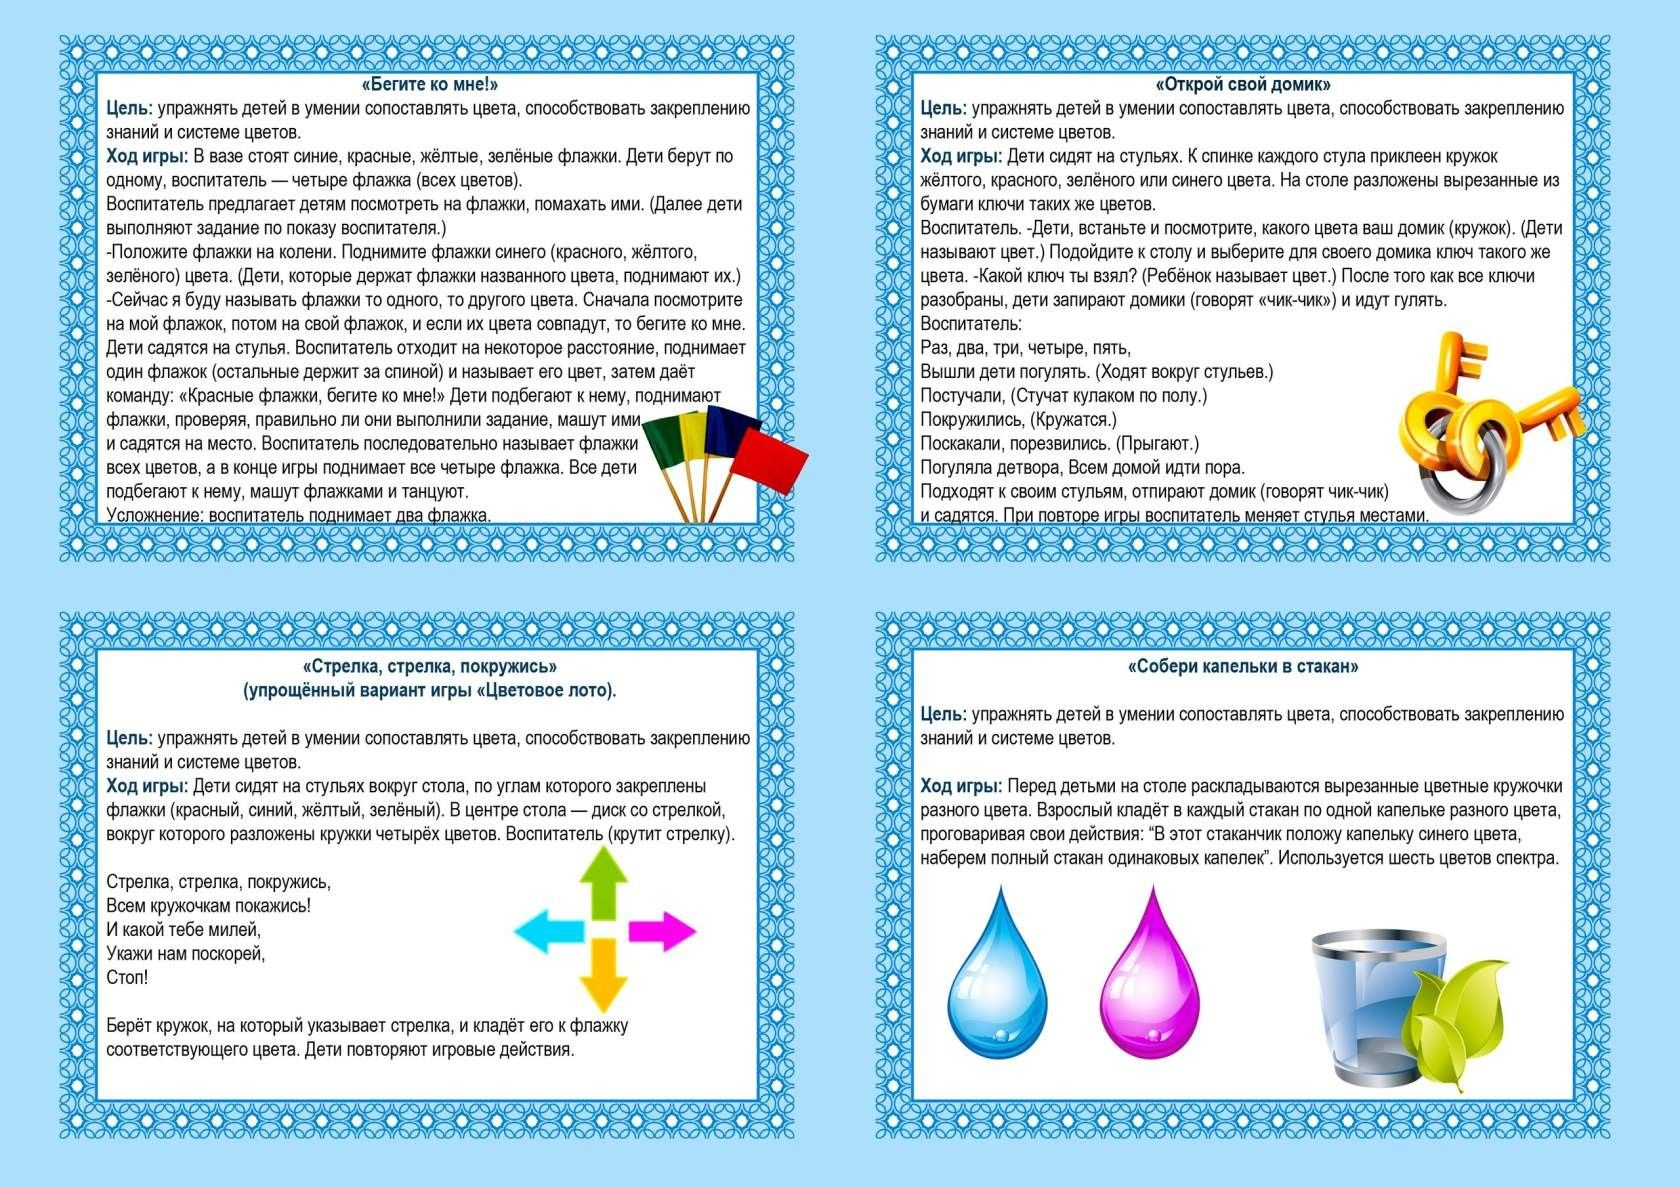 «Бегите ко мне!»
Цель: упражнять детей в умении сопоставлять цвета, способствовать закреплению
знаний и системе цветов.
Ход игры: В вазе стоят синие, красные, жёлтые, зелёные флажки. Дети берут по
одному, воспитатель — четыре флажка (всех цветов).
Воспитатель предлагает детям посмотреть на флажки, помахать ими. (Далее дети
выполняют задание по показу воспитателя.)
-Положите флажки на колени. Поднимите флажки синего (красного, жёлтого,
зелёного) цвета. (Дети, которые держат флажки названного цвета, поднимают их.)
-Сейчас я буду называть флажки то одного, то другого цвета. Сначала посмотрите
на мой флажок, потом на свой флажок, и если их цвета совпадут, то бегите ко мне.
Дети садятся на стулья. Воспитатель отходит на некоторое расстояние, поднимает
один флажок (остальные держит за спиной) и называет его цвет, затем даёт
команду: «Красные флажки, бегите ко мне!» Дети подбегают к нему, поднимают
флажки, проверяя, правильно ли они выполнили задание, машут ими
и садятся на место. Воспитатель последовательно называет флажки
всех цветов, а в конце игры поднимает все четыре флажка. Все дети
подбегают к нему, машут флажками и танцуют.
Усложнение: воспитатель поднимает два флажка.
«Открой свой домик»
Цель: упражнять детей в умении сопоставлять цвета, способствовать закреплению
знаний и системе цветов.
Ход игры: Дети сидят на стульях. К спинке каждого стула приклеен кружок
жёлтого, красного, зелёного или синего цвета. На столе разложены вырезанные из
бумаги ключи таких же цветов.
Воспитатель. -Дети, встаньте и посмотрите, какого цвета ваш домик (кружок). (Дети
называют цвет.) Подойдите к столу и выберите для своего домика ключ такого же
цвета. -Какой ключ ты взял? (Ребёнок называет цвет.) После того как все ключи
разобраны, дети запирают домики (говорят «чик-чик») и идут гулять.
Воспитатель:
Раз, два, три, четыре, пять,
Вышли дети погулять. (Ходят вокруг стульев.)
Постучали, (Стучат кулаком по полу.)
Покружились, (Кружатся.)
Поскакали, порезвились. (Прыгают.)
Погуляла детвора, Всем домой идти пора.
Подходят к своим стульям, отпирают домик (говорят чик-чик)
и садятся. При повторе игры воспитатель меняет стулья местами.
«Стрелка, стрелка, покружись»
(упрощённый вариант игры «Цветовое лото).
Цель: упражнять детей в умении сопоставлять цвета, способствовать закреплению
знаний и системе цветов.
Ход игры: Дети сидят на стульях вокруг стола, по углам которого закреплены
флажки (красный, синий, жёлтый, зелёный). В центре стола — диск со стрелкой,
вокруг которого разложены кружки четырёх цветов. Воспитатель (крутит стрелку).
Стрелка, стрелка, покружись,
Всем кружочкам покажись!
И какой тебе милей,
Укажи нам поскорей,
Стоп!
Берёт кружок, на который указывает стрелка, и кладёт его к флажку
соответствующего цвета. Дети повторяют игровые действия.
«Собери капельки в стакан»
Цель: упражнять детей в умении сопоставлять цвета, способствовать закреплению
знаний и системе цветов.
Ход игры: Перед детьми на столе раскладываются вырезанные цветные кружочки
разного цвета. Взрослый кладёт в каждый стакан по одной капельке разного цвета,
проговаривая свои действия: “В этот стаканчик положу капельку синего цвета,
наберем полный стакан одинаковых капелек”. Используется шесть цветов спектра.